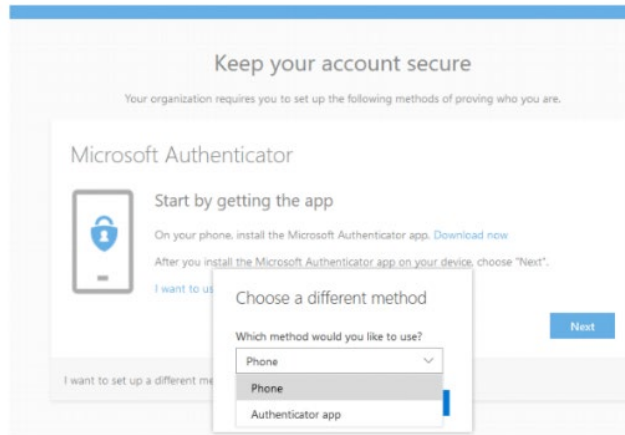 Keep your account secure
Your organization requires you to set up the following methods of proving who you are.
Microsoft Authenticator
Start by getting the app
On your phone, install the Microsoft Authenticator app. Download now
After you install the Microsoft Authenticator app on your device, choose "Next".
I want to us
Choose a different method
Which method would you like to use?
Next
Phone
I want to set up a different me
Phone
Authenticator app